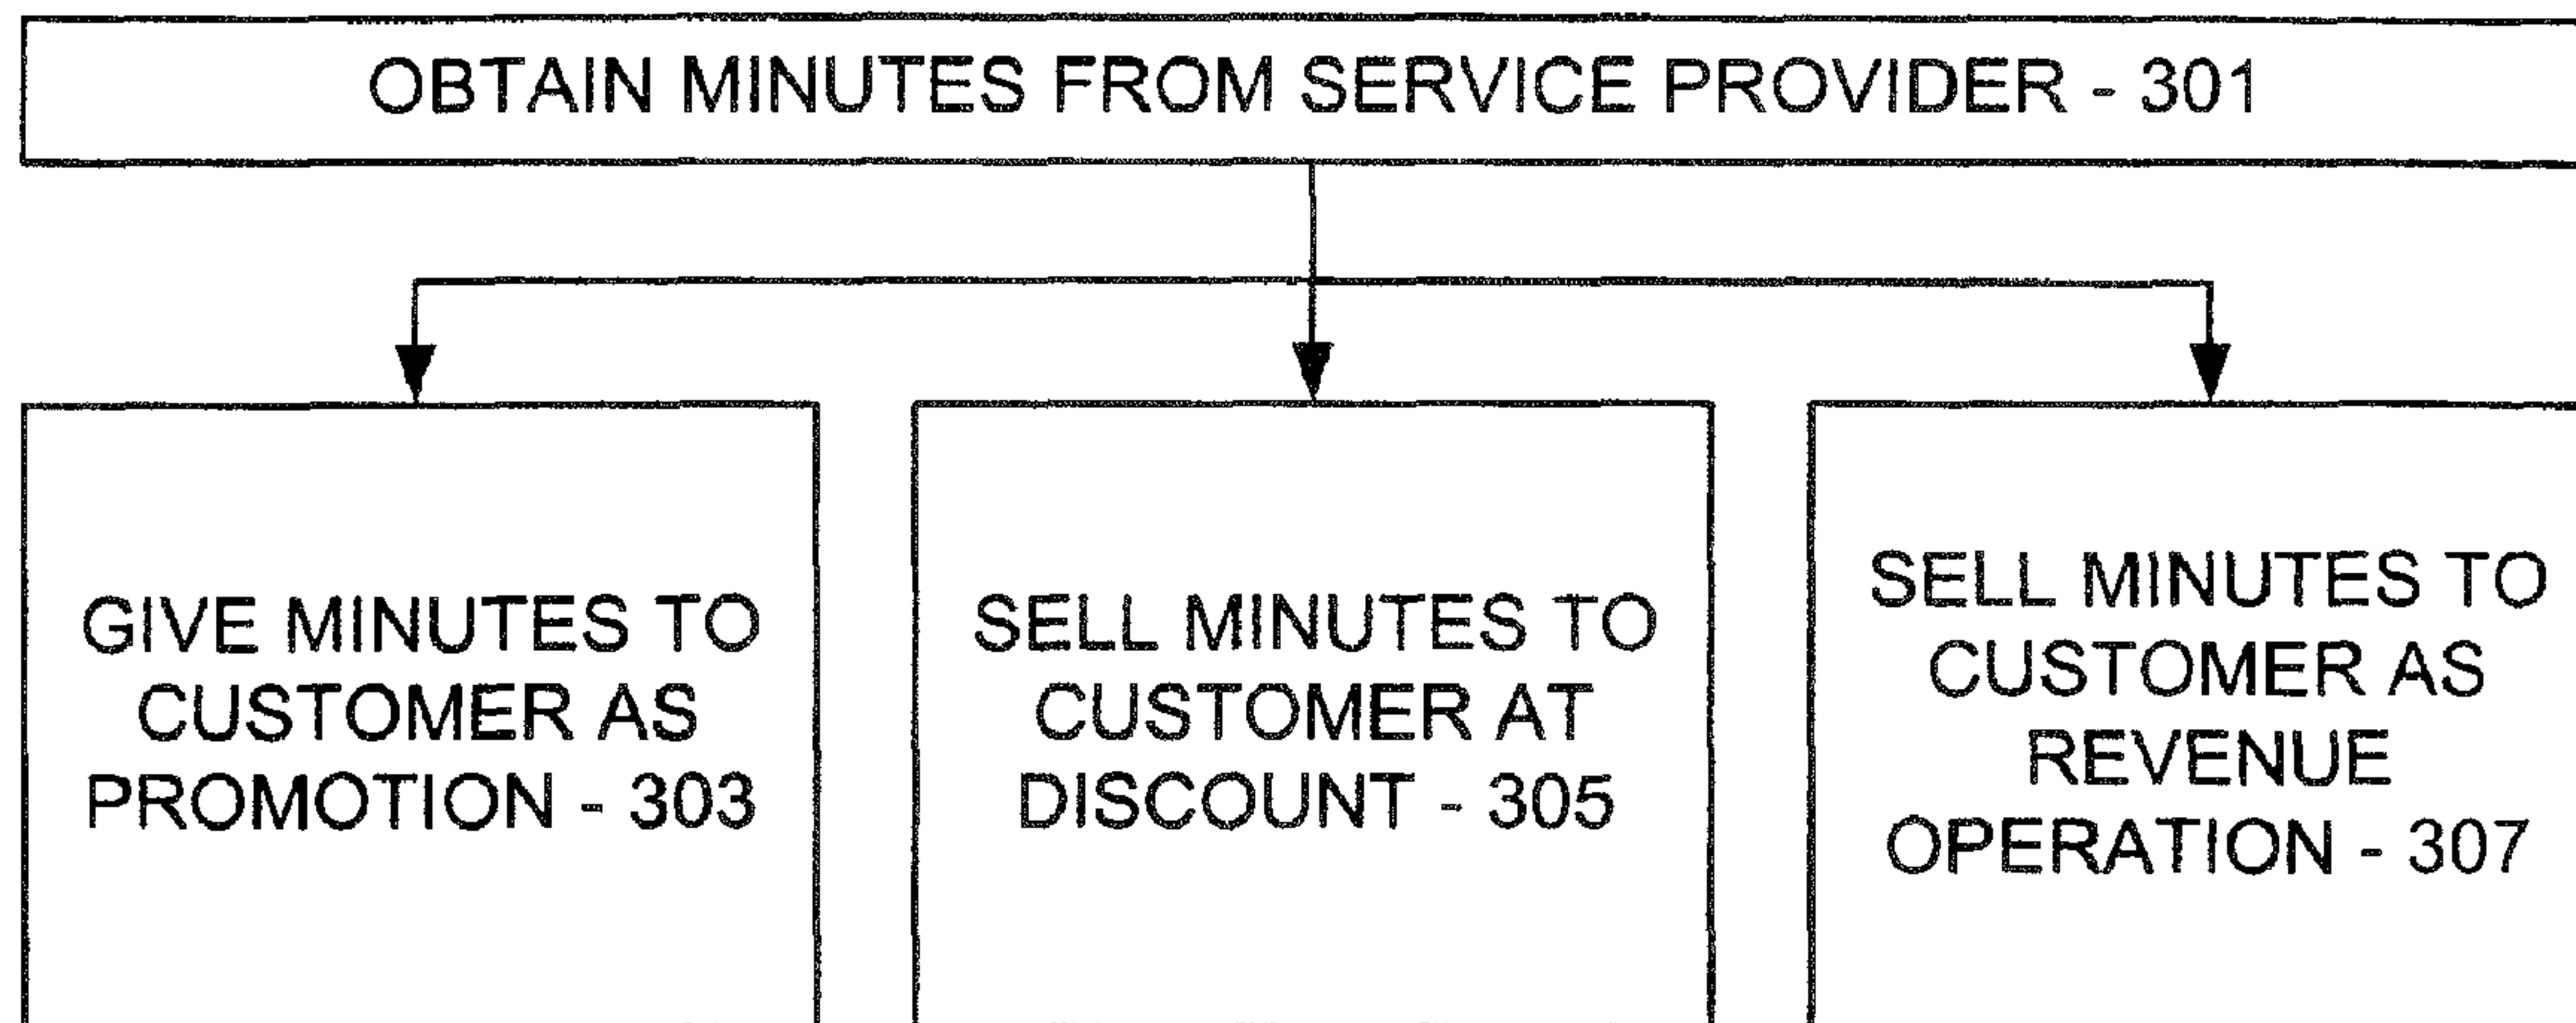 OBTAIN MINUTES FROM SERVICE PROVIDER - 301
GIVE MINUTES TO
CUSTOMER AS
PROMOTION - 303
SELL MINUTES TO
CUSTOMER AT
DISCOUNT - 305
SELL MINUTES TO
CUSTOMER AS
REVENUE
OPERATION - 307